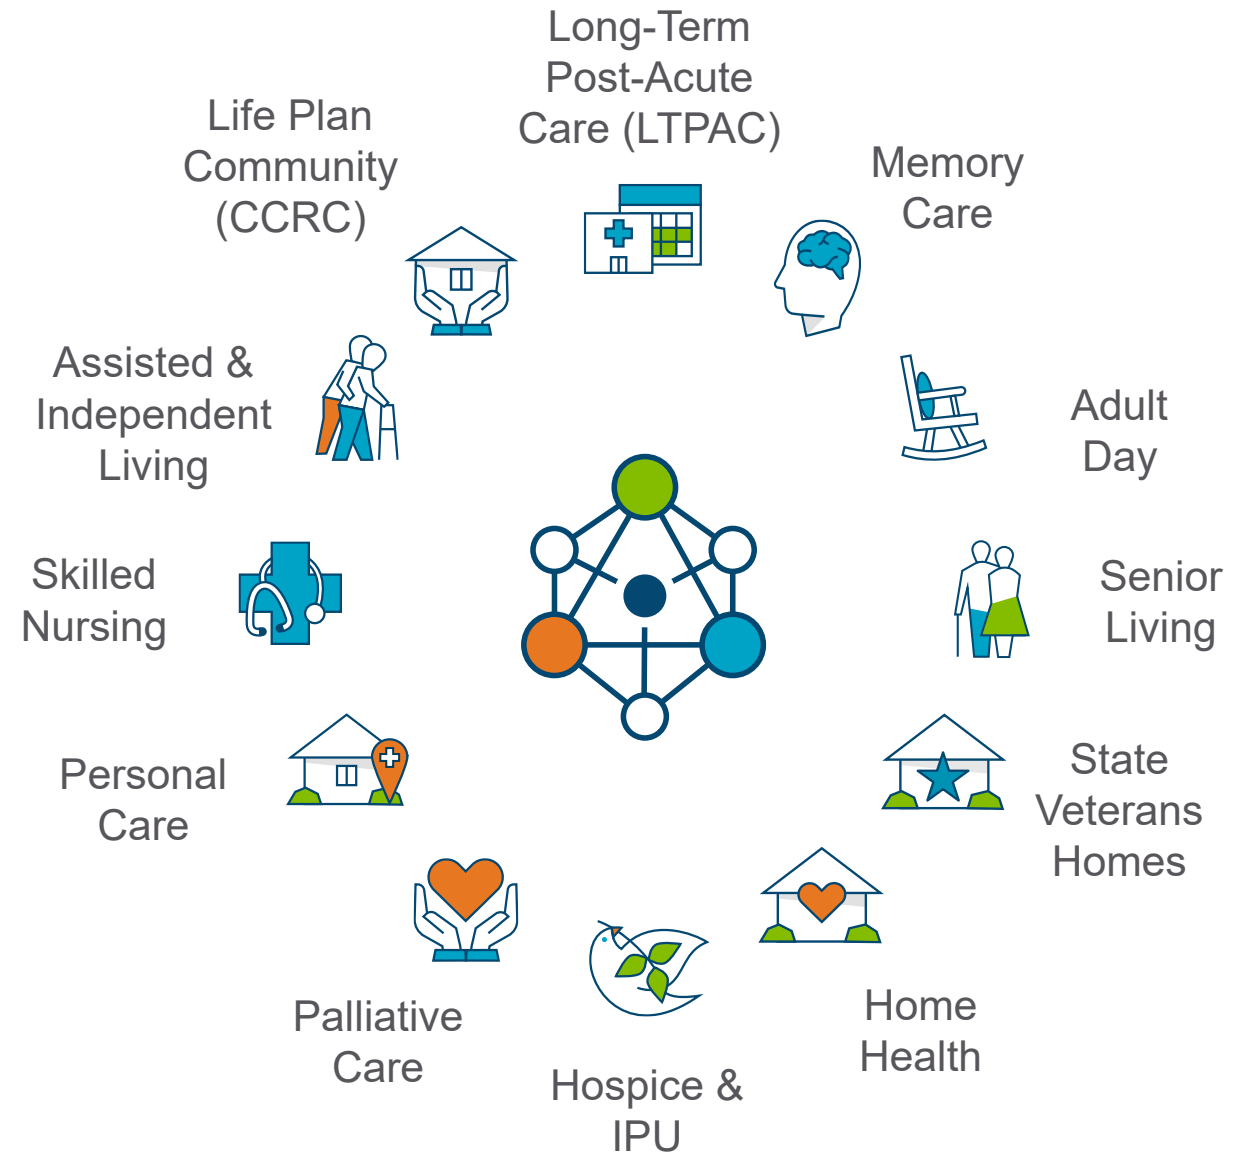 Long-Term
Post-Acute
Care (LTPAC)
Life Plan
Community
(CCRC)
Memory
Care
Assisted &
Independent
Living
Adult
Day
Skilled
Nursing
Senior
Living
Personal
Care
State
Veterans
Homes
Palliative
Care
Home
Health
Hospice &
IPU